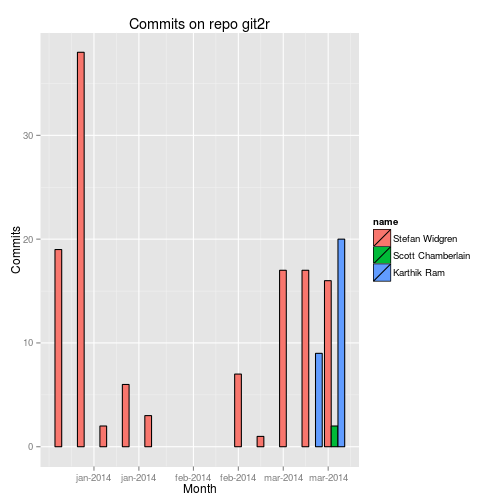 Commits on repo git2r
Commits
30
20
10
0
jan-2014 jan-2014 feb-2014 feb-2014 mar-2014 mar-2014
Month
name
Stefan Widgren
Scott Chamberlain
Karthik Ram